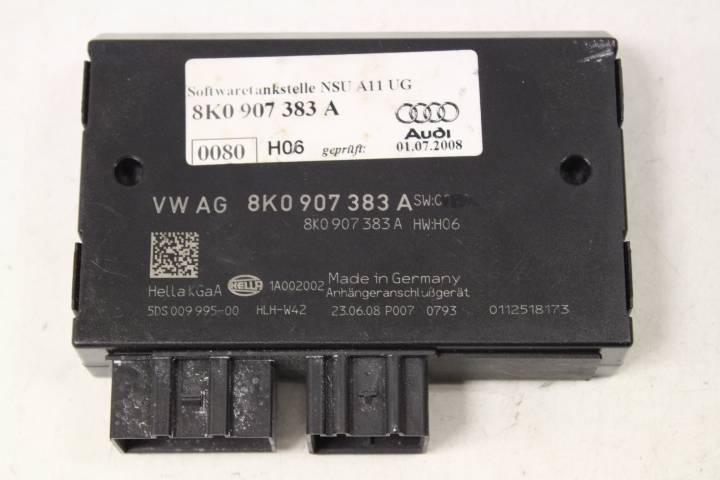 Softwaretankstelle NSU A11 UG
8K0 907 383 A
Audi
0080 H06 geprüft: 01.07.2008
VW AG 8K0 907 383 A SW:
8K0 907 383 A HW:H06
Hella KGaA HELLA 1A002002 Made in Germany
Anhängeranschlußgerät
5DS 009 995-00 HLH-W42 23.06.08 P007 0793 0112518173